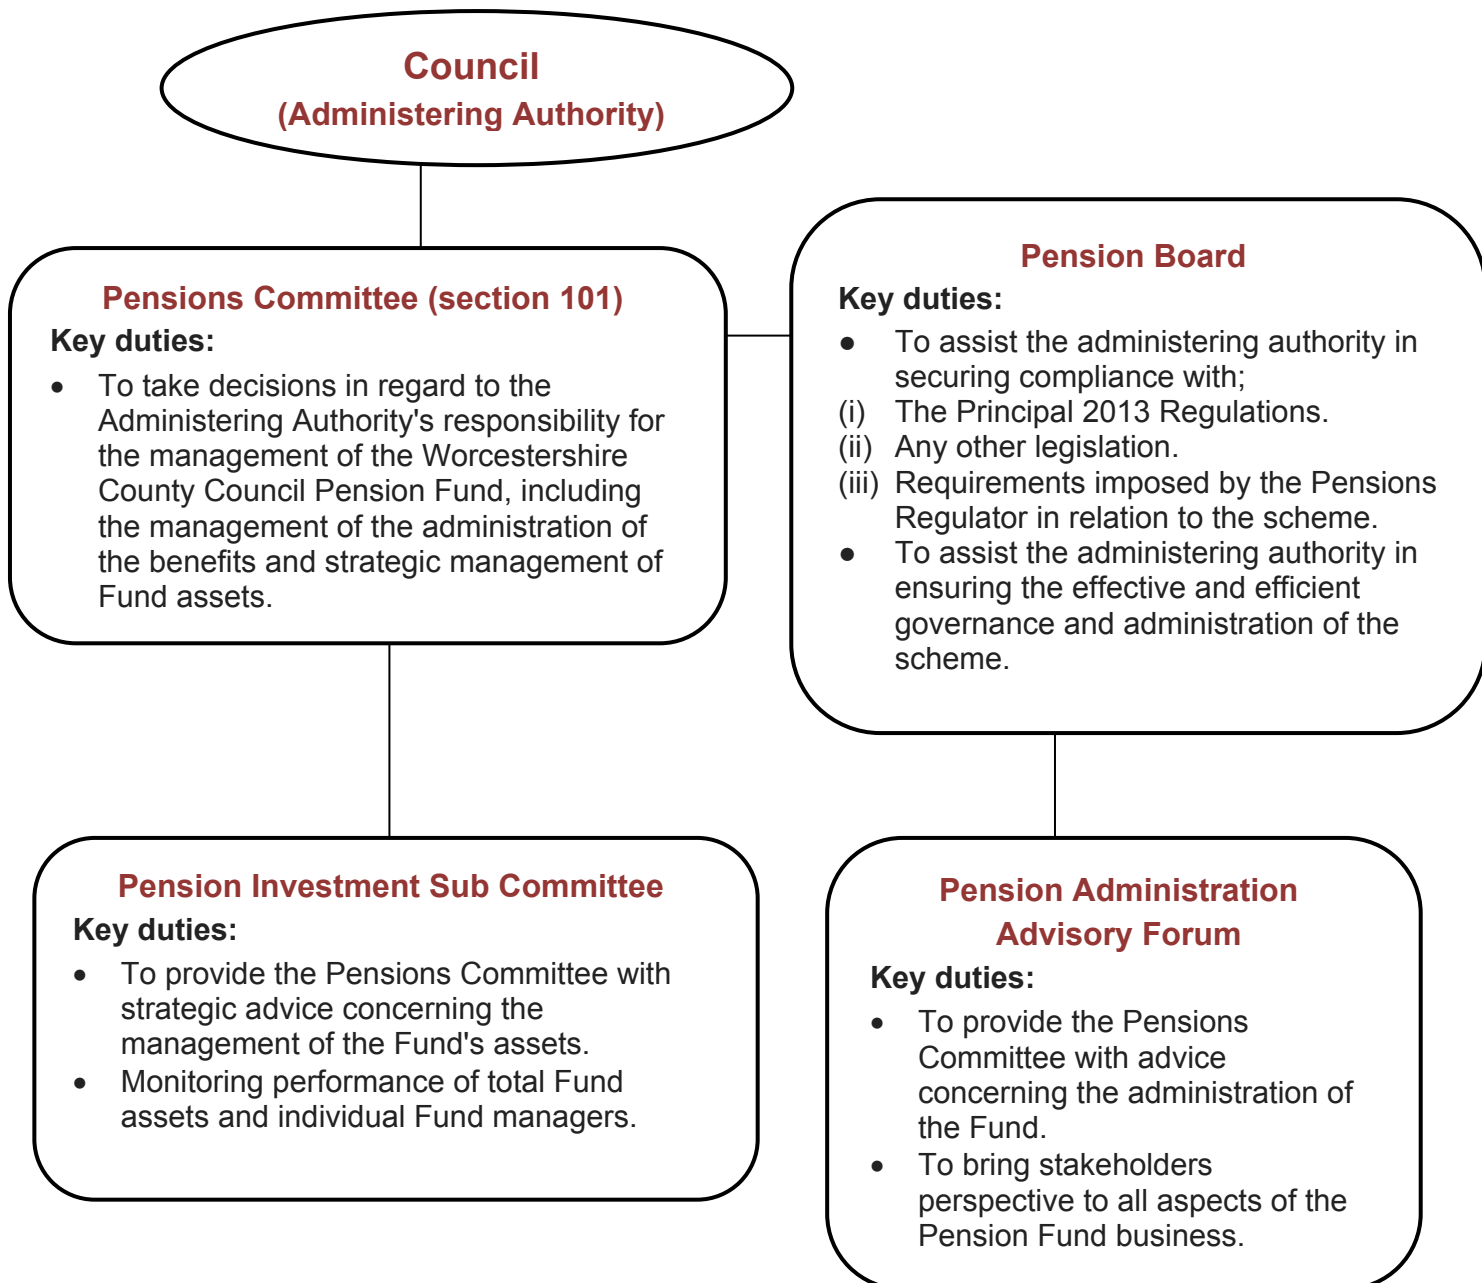 Council
(Administering Authority)
Pensions Committee (section 101)
Key duties:
• To take decisions in regard to the
Administering Authority's responsibility for
the management of the Worcestershire
County Council Pension Fund, including
the management of the administration of
the benefits and strategic management of
Fund assets.
Pension Board
Key duties:
● To assist the administering authority in
securing compliance with;
(i) The Principal 2013 Regulations.
(ii) Any other legislation.
(iii) Requirements imposed by the Pensions
Regulator in relation to the scheme.
● To assist the administering authority in
ensuring the effective and efficient
governance and administration of the
scheme.
Pension Investment Sub Committee
Key duties:
• To provide the Pensions Committee with
strategic advice concerning the
management of the Fund's assets.
• Monitoring performance of total Fund
assets and individual Fund managers.
Pension Administration
Advisory Forum
Key duties:
• To provide the Pensions
Committee with advice
concerning the administration of
the Fund.
• To bring stakeholders
perspective to all aspects of the
Pension Fund business.